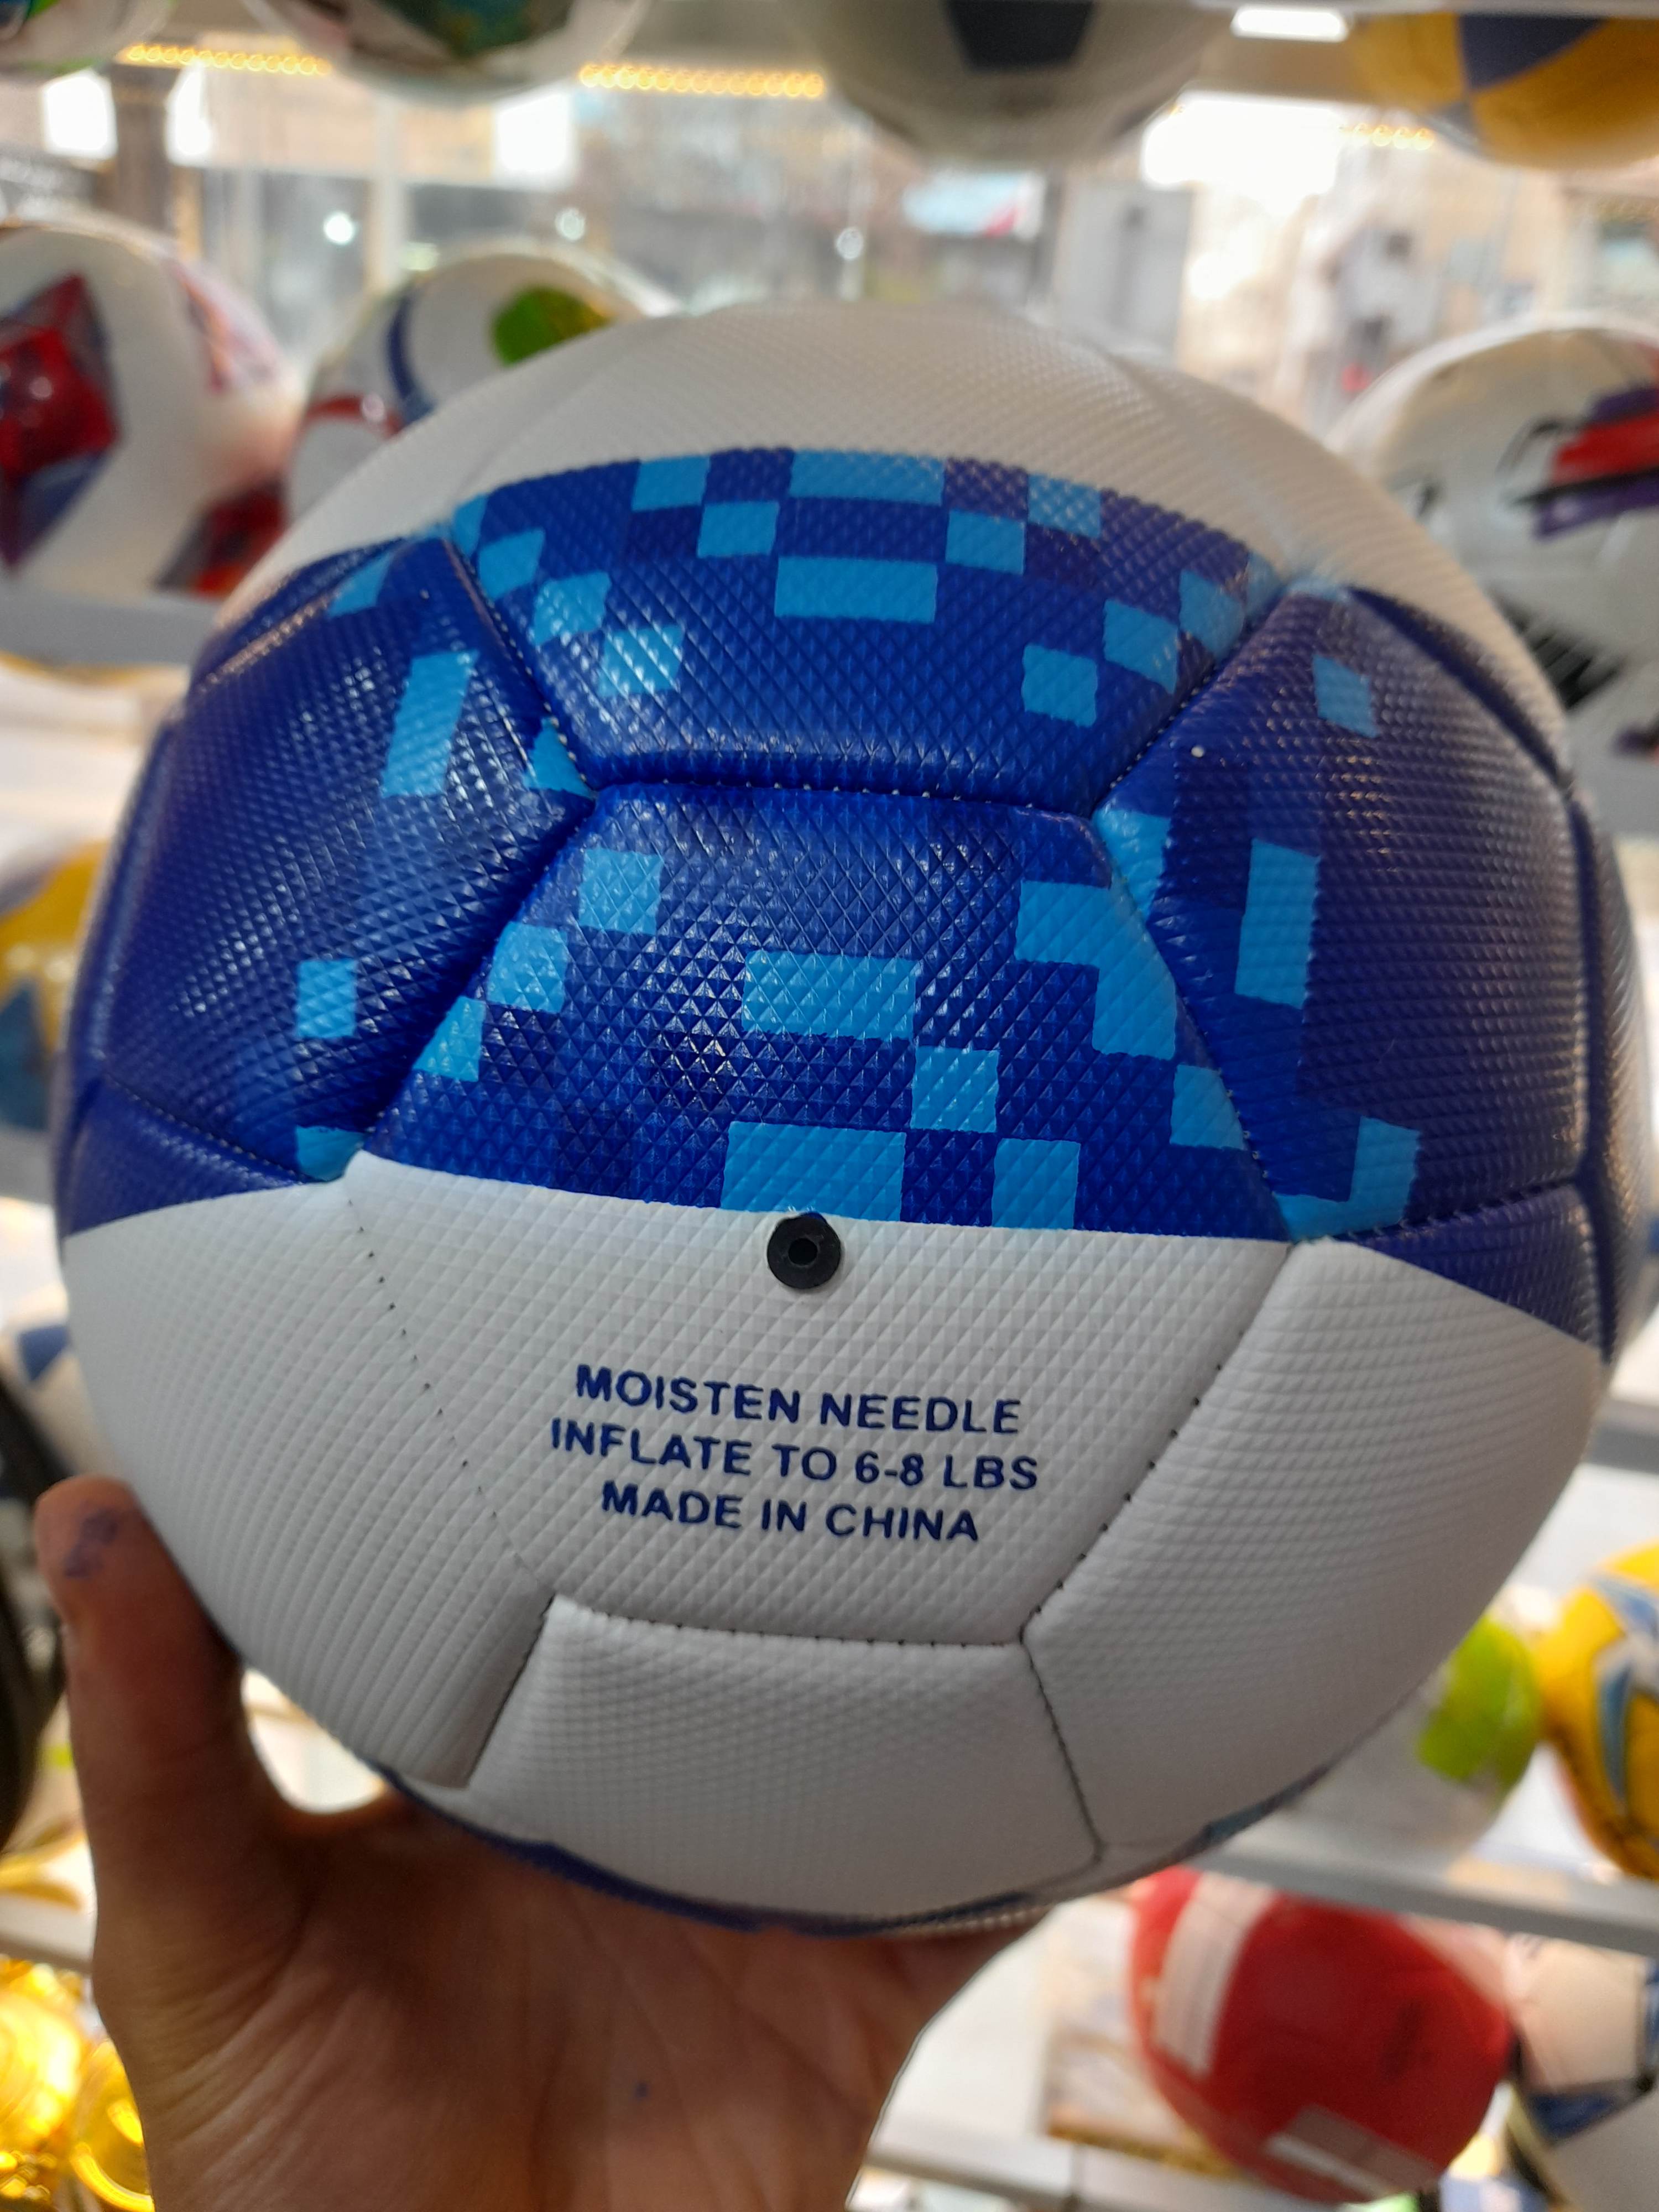 MOISTEN NEEDLE
INFLATE TO 6-8 LBS
MADE IN CHINA